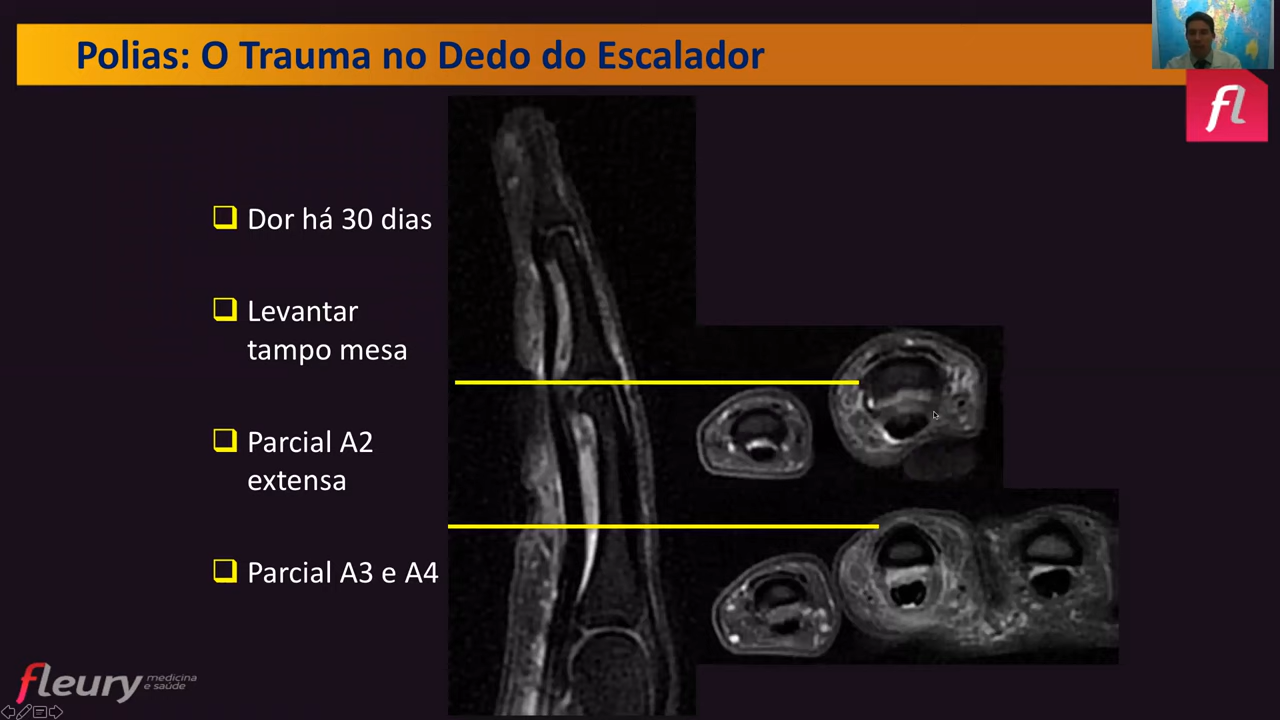 Polias: O Trauma no Dedo do Escalador
fl
Dor há 30 dias
Levantar
tampo mesa
Parcial A2
extensa
Parcial A3 e A4
fleury medicina
e saúde